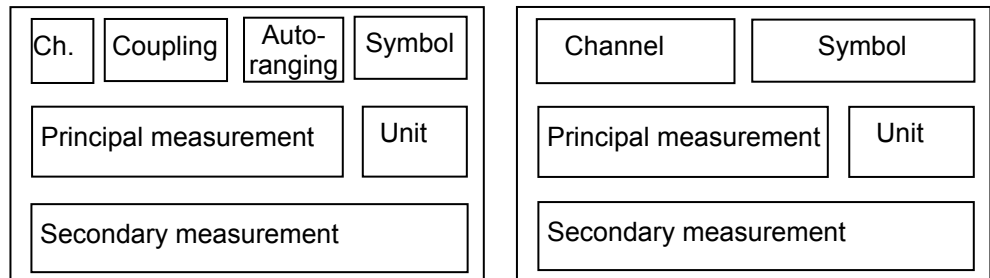 Ch.
Coupling
Auto-
ranging
Symbol
Principal measurement
Unit
Secondary measurement
Channel
Symbol
Principal measurement
Unit
Secondary measurement